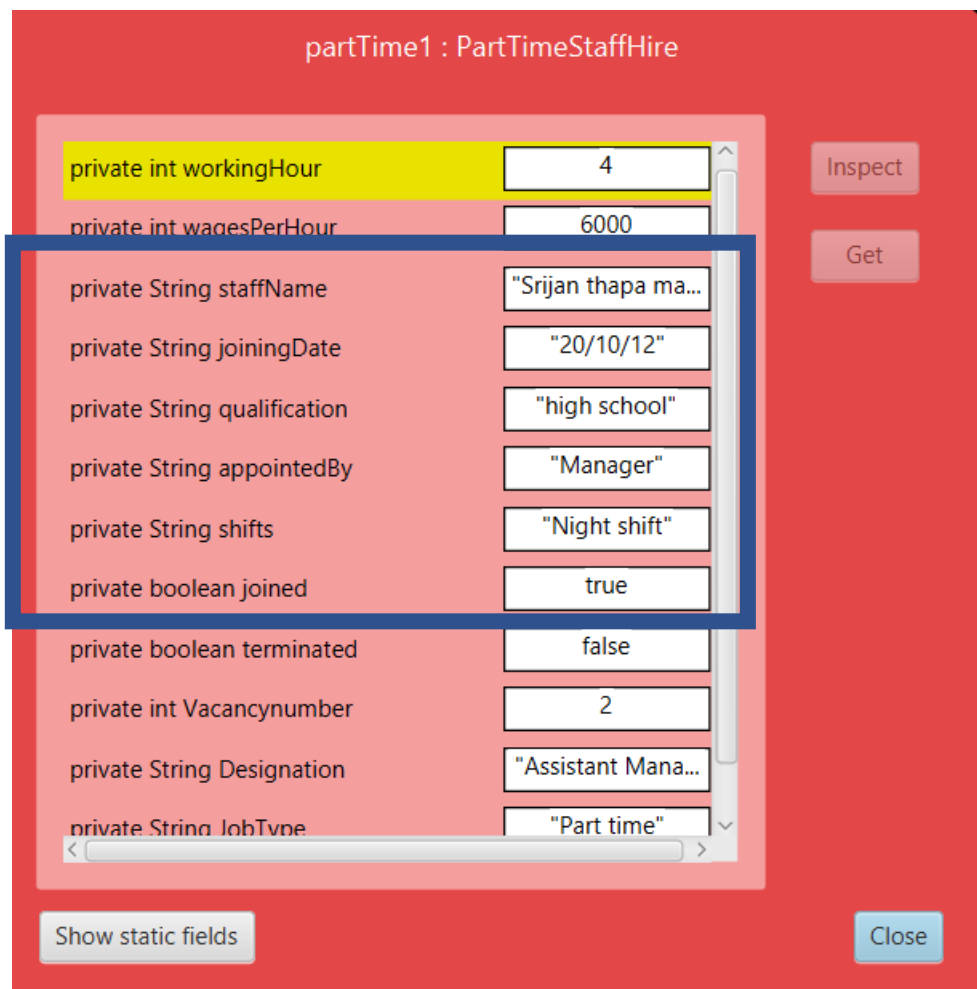 partTime1 : PartTimeStaffHire
private int workingHour 4
Inspect
private int wagesPerHour 6000
Get
private String staffName "Srijan thapa ma...
private String joiningDate "20/10/12"
private String qualification "high school"
private String appointedBy "Manager"
private String shifts "Night shift"
private boolean joined true
private boolean terminated false
private int Vacancynumber 2
private String Designation "Assistant Mana...
private String JobType "Part time"
Show static fields
Close